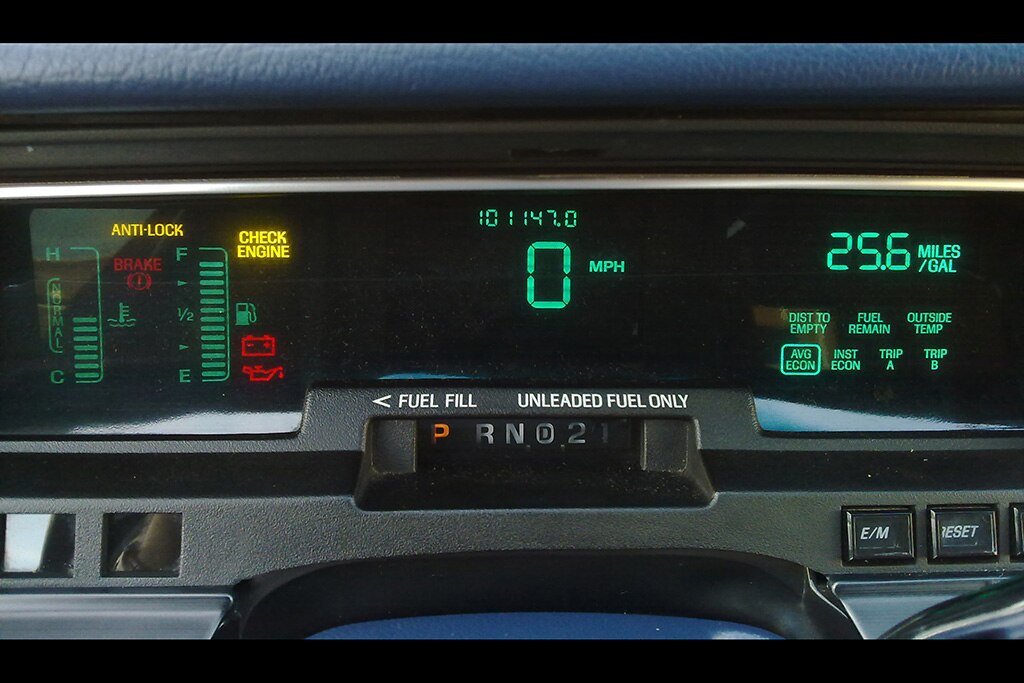 101147.0
0 MPH
25.6 MILES
/GAL
ANTI-LOCK
BRAKE
CHECK
ENGINE
H
NORMAL
C
F
1/2
E
DIST TO
EMPTY
FUEL
REMAIN
OUTSIDE
TEMP
AVG
ECON
INST
ECON
TRIP
A
TRIP
B
< FUEL FILL UNLEADED FUEL ONLY
P R N D 2 1
E/M
RESET